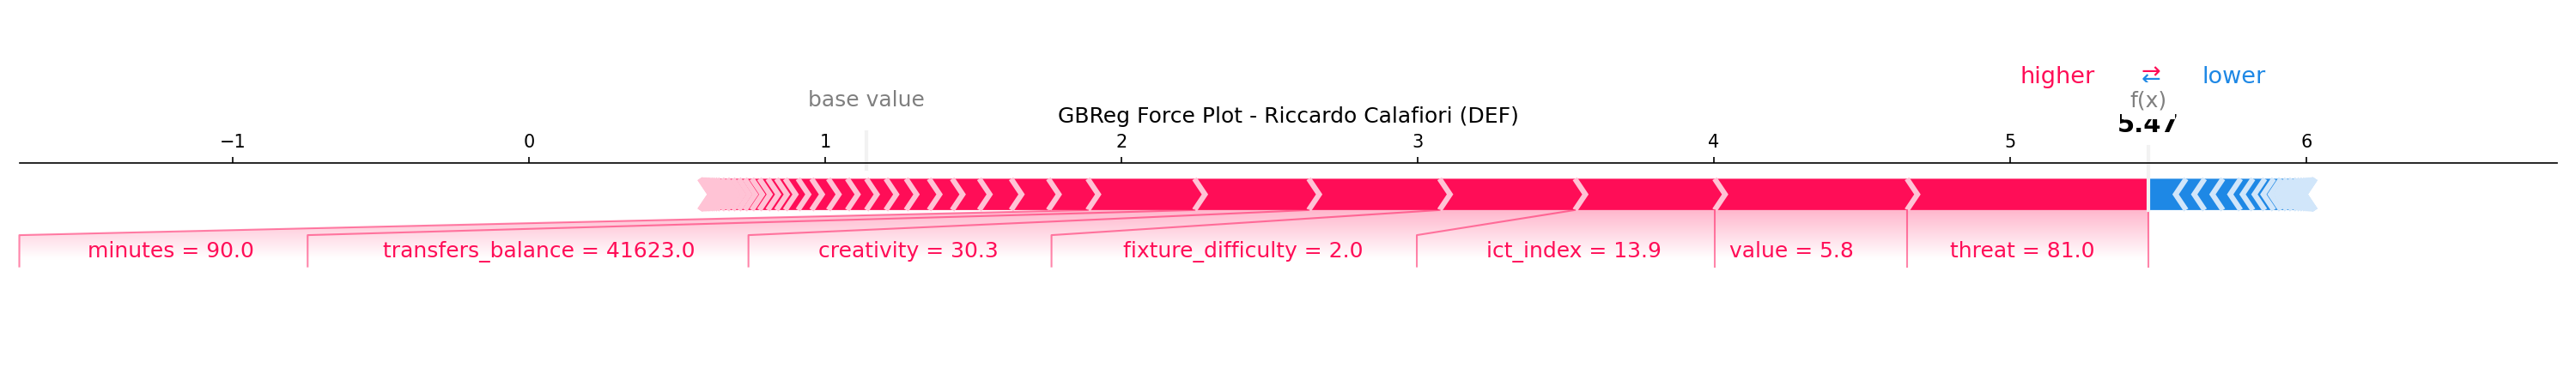 higher ⇄ lower
base value
f(x)
GBReg Force Plot - Riccardo Calafiori (DEF)
5.47
−1 0 1 2 3 4 5 6
minutes = 90.0 transfers_balance = 41623.0 creativity = 30.3 fixture_difficulty = 2.0 ict_index = 13.9 value = 5.8 threat = 81.0